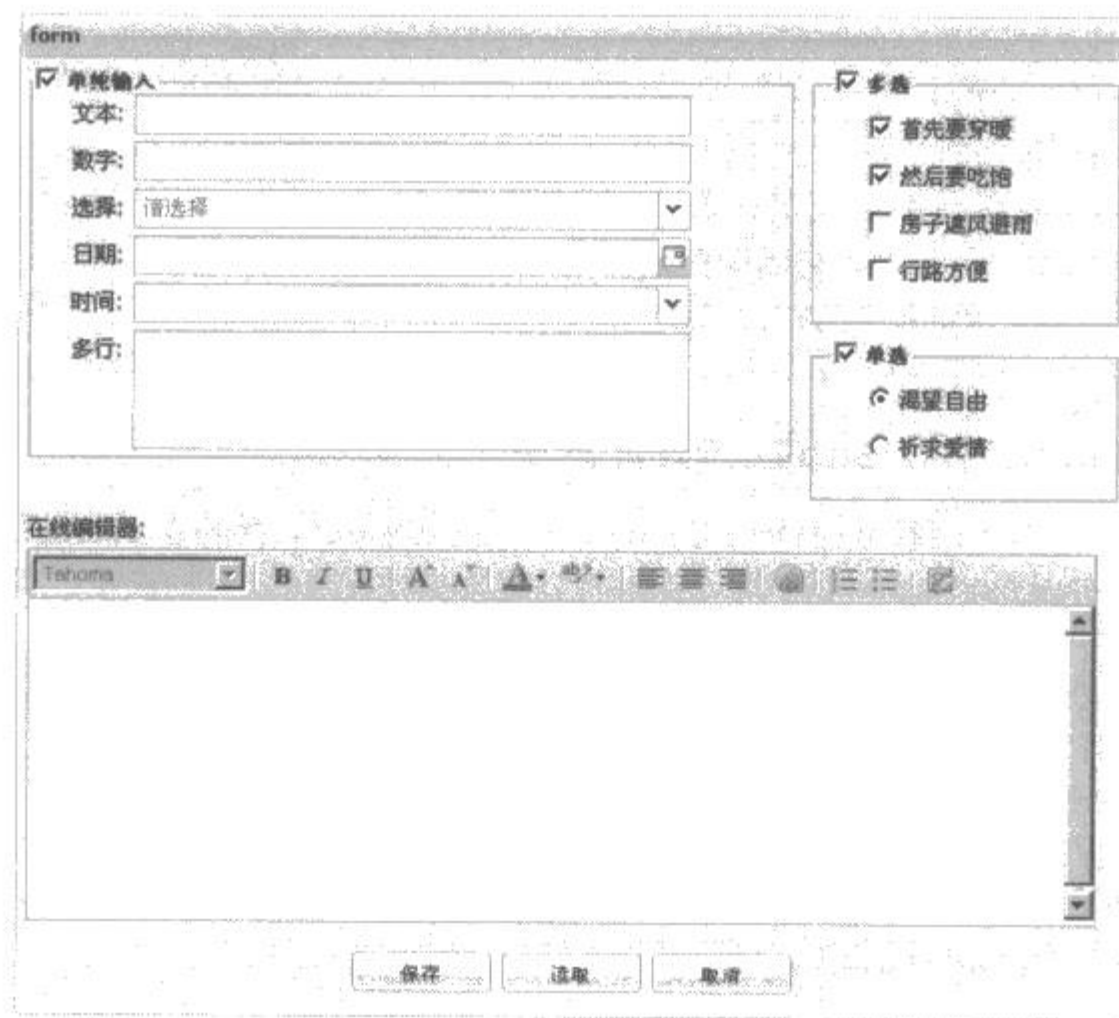 form
单纯输入
文本:
数字:
选择: 请选择
日期:
时间:
多行:
多选
首先要穿暖
然后要吃饱
房子遮风避雨
行路方便
单选
渴望自由
祈求爱情
在线编辑器:
Tahoma B I U A A A ab
保存 读取 取消